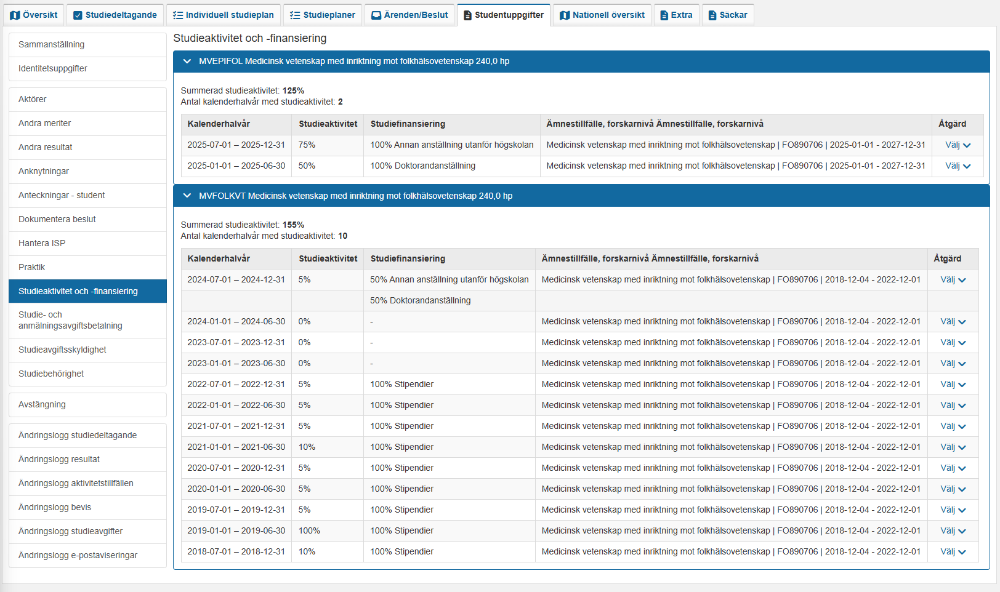 Översikt
Studiedeltagande
Individuell studieplan
Studieplaner
Ärenden/Beslut
Studentuppgifter
Nationell översikt
Extra
Säckar
Sammanställning
Identitetsuppgifter
Aktörer
Andra meriter
Andra resultat
Anknytningar
Anteckningar - student
Dokumentera beslut
Hantera ISP
Praktik
Studieaktivitet och -finansiering
Studie- och
anmälningsavgiftsbetalning
Studieavgiftsskyldighet
Studiebehörighet
Avstängning
Ändringslogg studiedeltagande
Ändringslogg resultat
Ändringslogg aktivitetstillfällen
Ändringslogg bevis
Ändringslogg studieavgifter
Ändringslogg e-postaviseringar
Studieaktivitet och -finansiering
MVEPIFOL Medicinsk vetenskap med inriktning mot folkhälsovetenskap 240,0 hp
Summerad studieaktivitet: 125%
Antal kalenderhalvår med studieaktivitet: 2
Kalenderhalvår Studieaktivitet Studiefinansiering Ämnestillfälle, forskarnivå Ämnestillfälle, forskarnivå Åtgärd
2025-07-01 – 2025-12-31 75% 100% Annan anställning utanför högskolan Medicinsk vetenskap med inriktning mot folkhälsovetenskap | FO890706 | 2025-01-01 - 2027-12-31 Välj
2025-01-01 – 2025-06-30 50% 100% Doktorandanställning Medicinsk vetenskap med inriktning mot folkhälsovetenskap | FO890706 | 2025-01-01 - 2027-12-31 Välj
MVFOLKVT Medicinsk vetenskap med inriktning mot folkhälsovetenskap 240,0 hp
Summerad studieaktivitet: 155%
Antal kalenderhalvår med studieaktivitet: 10
Kalenderhalvår Studieaktivitet Studiefinansiering Ämnestillfälle, forskarnivå Ämnestillfälle, forskarnivå Åtgärd
2024-07-01 – 2024-12-31 5% 50% Annan anställning utanför högskolan Medicinsk vetenskap med inriktning mot folkhälsovetenskap | FO890706 | 2018-12-04 - 2022-12-01 Välj
50% Doktorandanställning
2024-01-01 – 2024-06-30 0% - Medicinsk vetenskap med inriktning mot folkhälsovetenskap | FO890706 | 2018-12-04 - 2022-12-01 Välj
2023-07-01 – 2023-12-31 0% - Medicinsk vetenskap med inriktning mot folkhälsovetenskap | FO890706 | 2018-12-04 - 2022-12-01 Välj
2023-01-01 – 2023-06-30 0% - Medicinsk vetenskap med inriktning mot folkhälsovetenskap | FO890706 | 2018-12-04 - 2022-12-01 Välj
2022-07-01 – 2022-12-31 5% 100% Stipendier Medicinsk vetenskap med inriktning mot folkhälsovetenskap | FO890706 | 2018-12-04 - 2022-12-01 Välj
2022-01-01 – 2022-06-30 5% 100% Stipendier Medicinsk vetenskap med inriktning mot folkhälsovetenskap | FO890706 | 2018-12-04 - 2022-12-01 Välj
2021-07-01 – 2021-12-31 5% 100% Stipendier Medicinsk vetenskap med inriktning mot folkhälsovetenskap | FO890706 | 2018-12-04 - 2022-12-01 Välj
2021-01-01 – 2021-06-30 10% 100% Stipendier Medicinsk vetenskap med inriktning mot folkhälsovetenskap | FO890706 | 2018-12-04 - 2022-12-01 Välj
2020-07-01 – 2020-12-31 5% 100% Stipendier Medicinsk vetenskap med inriktning mot folkhälsovetenskap | FO890706 | 2018-12-04 - 2022-12-01 Välj
2020-01-01 – 2020-06-30 5% 100% Stipendier Medicinsk vetenskap med inriktning mot folkhälsovetenskap | FO890706 | 2018-12-04 - 2022-12-01 Välj
2019-07-01 – 2019-12-31 5% 100% Stipendier Medicinsk vetenskap med inriktning mot folkhälsovetenskap | FO890706 | 2018-12-04 - 2022-12-01 Välj
2019-01-01 – 2019-06-30 100% 100% Stipendier Medicinsk vetenskap med inriktning mot folkhälsovetenskap | FO890706 | 2018-12-04 - 2022-12-01 Välj
2018-07-01 – 2018-12-31 10% 100% Stipendier Medicinsk vetenskap med inriktning mot folkhälsovetenskap | FO890706 | 2018-12-04 - 2022-12-01 Välj